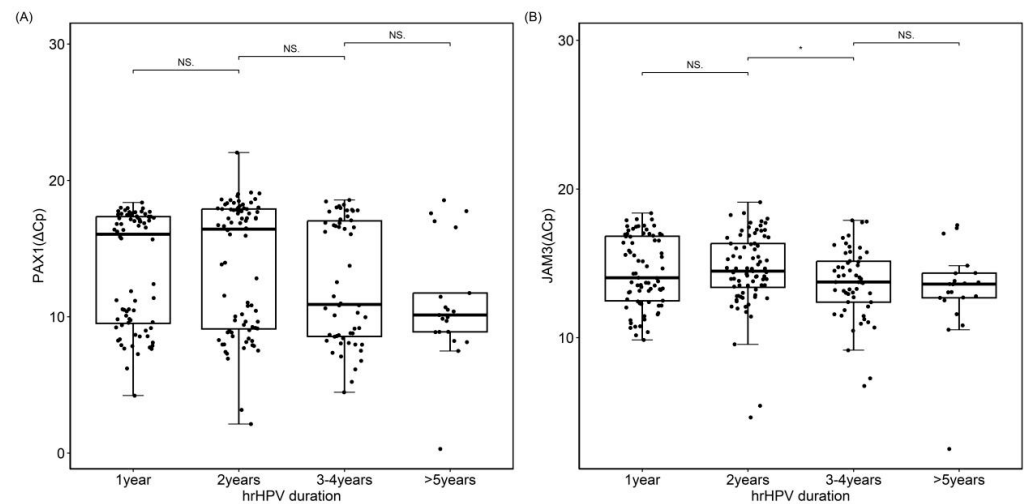 (A)
NS.
NS.
NS.
30
20
10
0
PAX1(ΔCp)
1year 2years 3-4years >5years
hrHPV duration
(B)
NS.
*
NS.
30
20
10
JAM3(ΔCp)
1year 2years 3-4years >5years
hrHPV duration